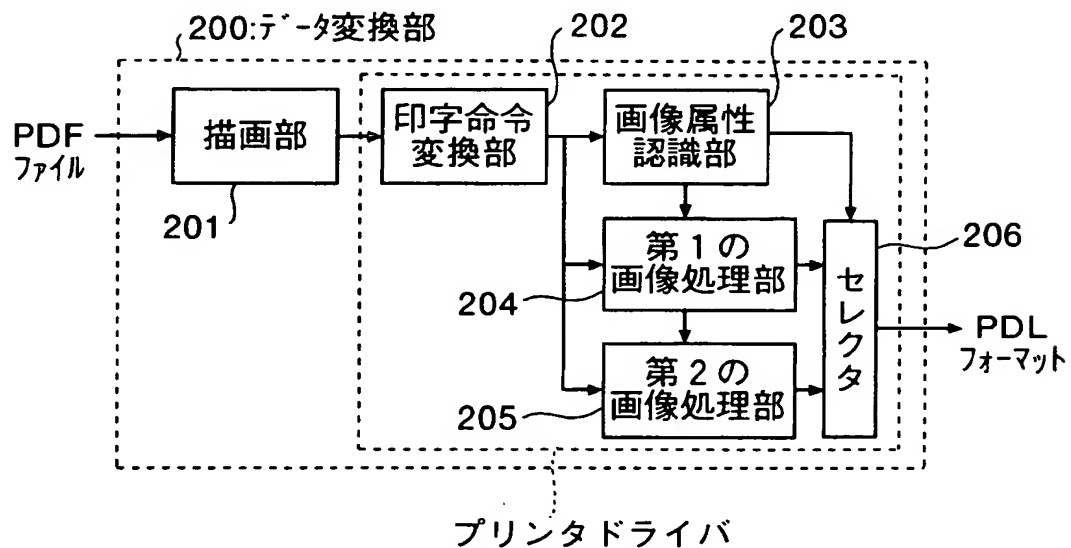 200:データ変換部
202
203
PDF
ファイル
描画部
印字命令
変換部
画像属性
認識部
201
第1の
画像処理部
204
セレクタ
206
PDL
フォーマット
第2の
画像処理部
205
プリンタドライバ